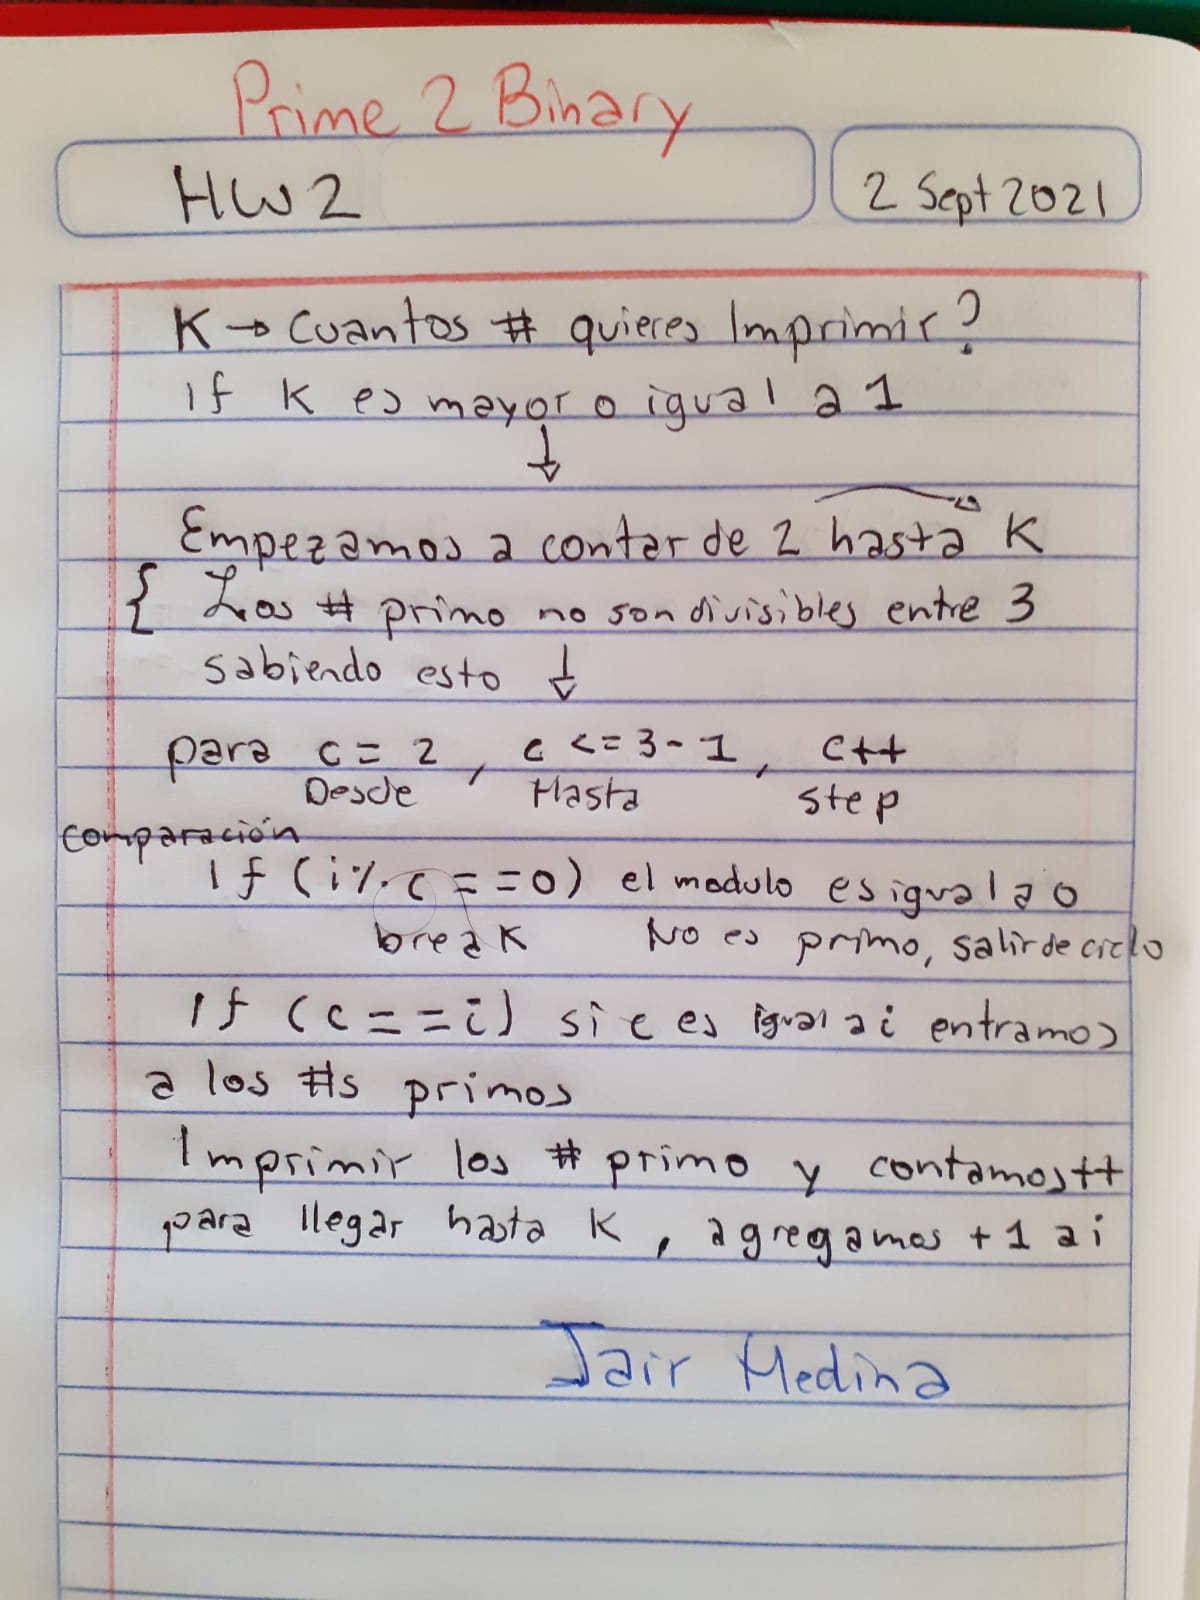 Prime 2 Binary
HW2
2 Sept 2021
K → Cuantos # quieres Imprimir?
If K es mayor o igual a 1
↓
Empezamos a contar de 2 hasta K
{ Los # primo no son divisibles entre 3
sabiendo esto ↓
para c = 2, c <= 3-1, c++
Desde Hasta step
comparación
If (i % c == 0) el modulo es igual a 0
break No es primo, salir de ciclo
If (c == i) si c es igual a i entramos
a los #s primos
Imprimir los # primo y contamos++
para llegar hasta K, agregamos +1 a i
Jair Medina